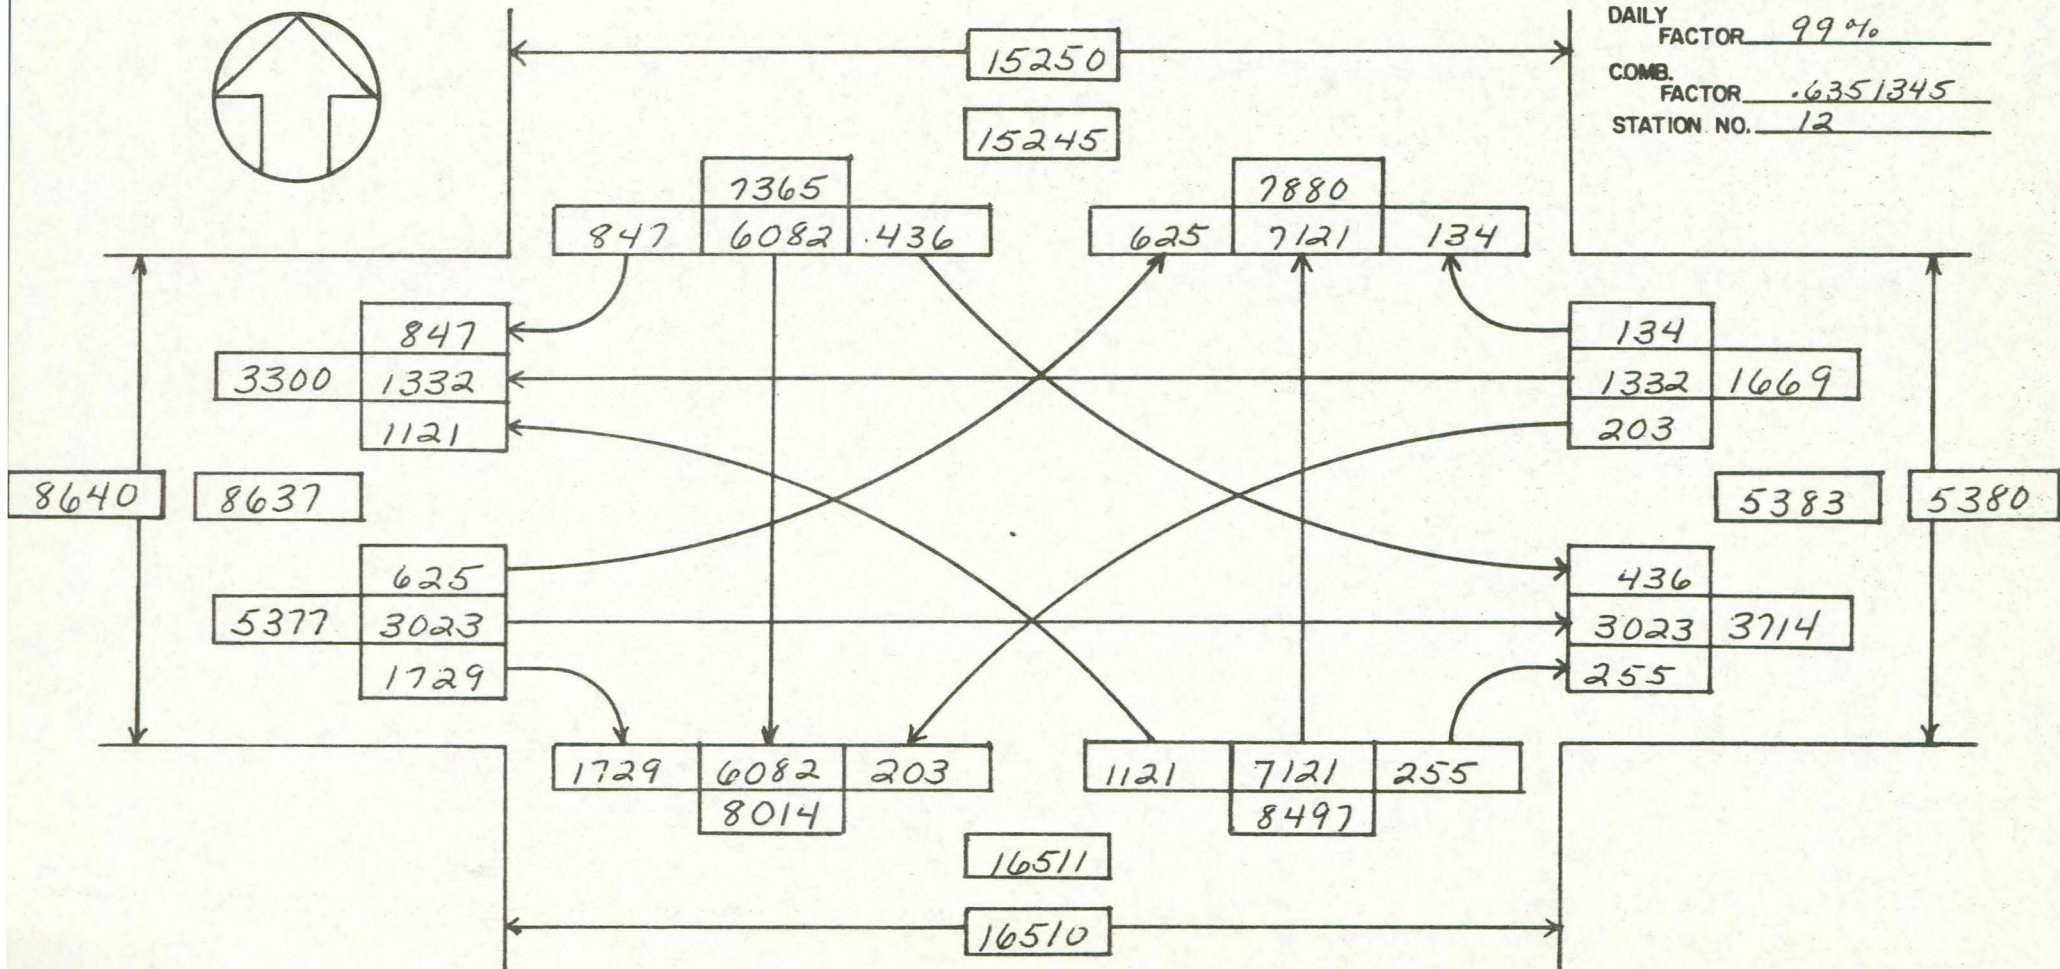 DAILY
FACTOR 99%
COMB.
FACTOR .6351345
STATION NO. 12
15250
15245
7365
847 6082 436
7880
625 7121 134
847
3300 1332
1121
134
1332 1669
203
8640 8637
5383 5380
625
5377 3023
1729
436
3023 3714
255
1729 6082 203
8014
1121 7121 255
8497
16511
16510